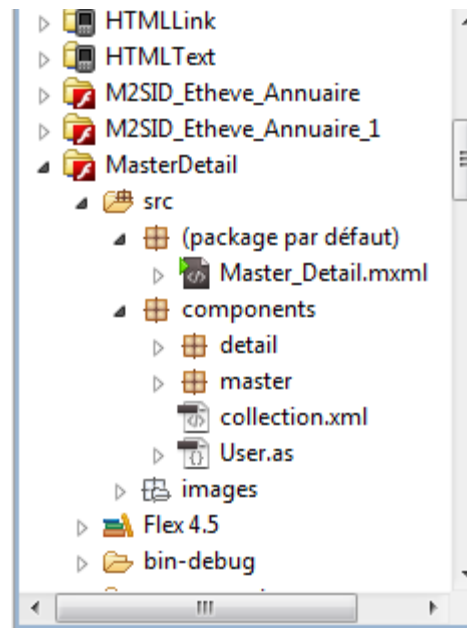 HTMLLink
HTMLText
M2SID_Etheve_Annuaire
M2SID_Etheve_Annuaire_1
MasterDetail
src
(package par défaut)
Master_Detail.mxml
components
detail
master
collection.xml
User.as
images
Flex 4.5
bin-debug